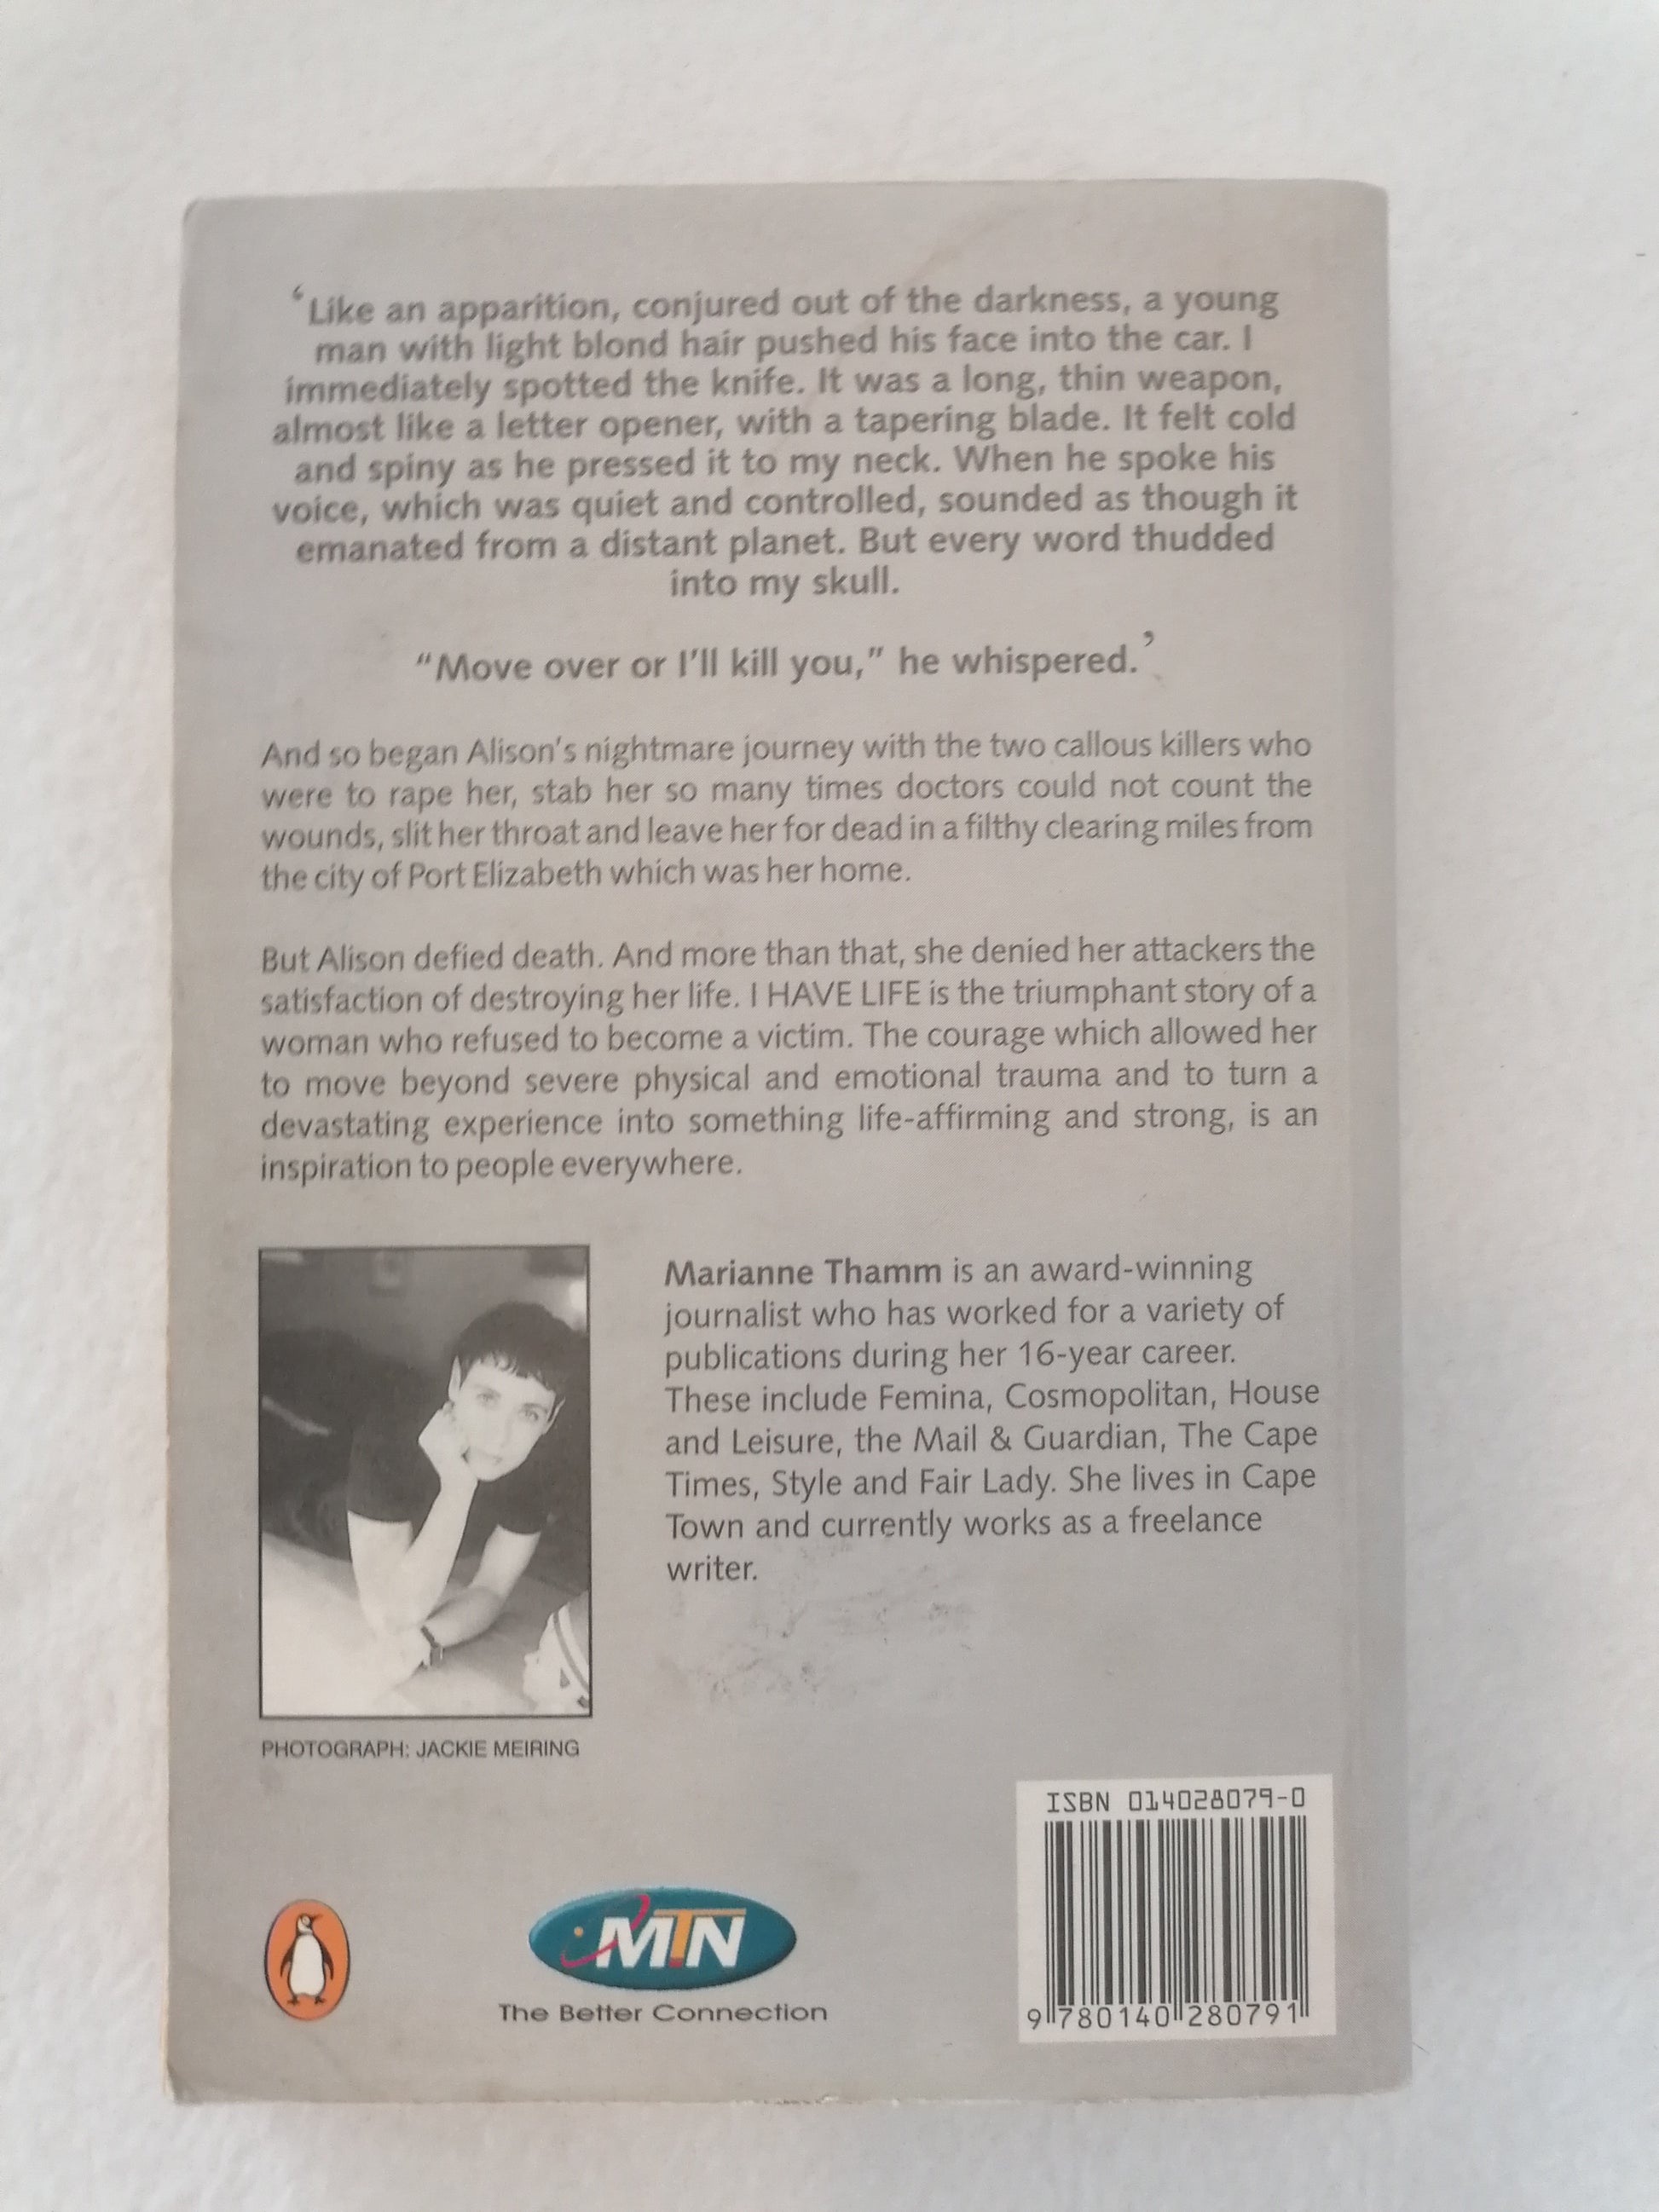 ‘Like an apparition, conjured out of the darkness, a young
man with light blond hair pushed his face into the car. I
immediately spotted the knife. It was a long, thin weapon,
almost like a letter opener, with a tapering blade. It felt cold
and spiny as he pressed it to my neck. When he spoke his
voice, which was quiet and controlled, sounded as though it
emanated from a distant planet. But every word thudded
into my skull.
“Move over or I’ll kill you,” he whispered.’
And so began Alison's nightmare journey with the two callous killers who
were to rape her, stab her so many times doctors could not count the
wounds, slit her throat and leave her for dead in a filthy clearing miles from
the city of Port Elizabeth which was her home.
But Alison defied death. And more than that, she denied her attackers the
satisfaction of destroying her life. I HAVE LIFE is the triumphant story of a
woman who refused to become a victim. The courage which allowed her
to move beyond severe physical and emotional trauma and to turn a
devastating experience into something life-affirming and strong, is an
inspiration to people everywhere.
Marianne Thamm is an award-winning
journalist who has worked for a variety of
publications during her 16-year career.
These include Femina, Cosmopolitan, House
and Leisure, the Mail & Guardian, The Cape
Times, Style and Fair Lady. She lives in Cape
Town and currently works as a freelance
writer.
PHOTOGRAPH: JACKIE MEIRING
ISBN 014028079-0
MTN
The Better Connection
9 780140 280791